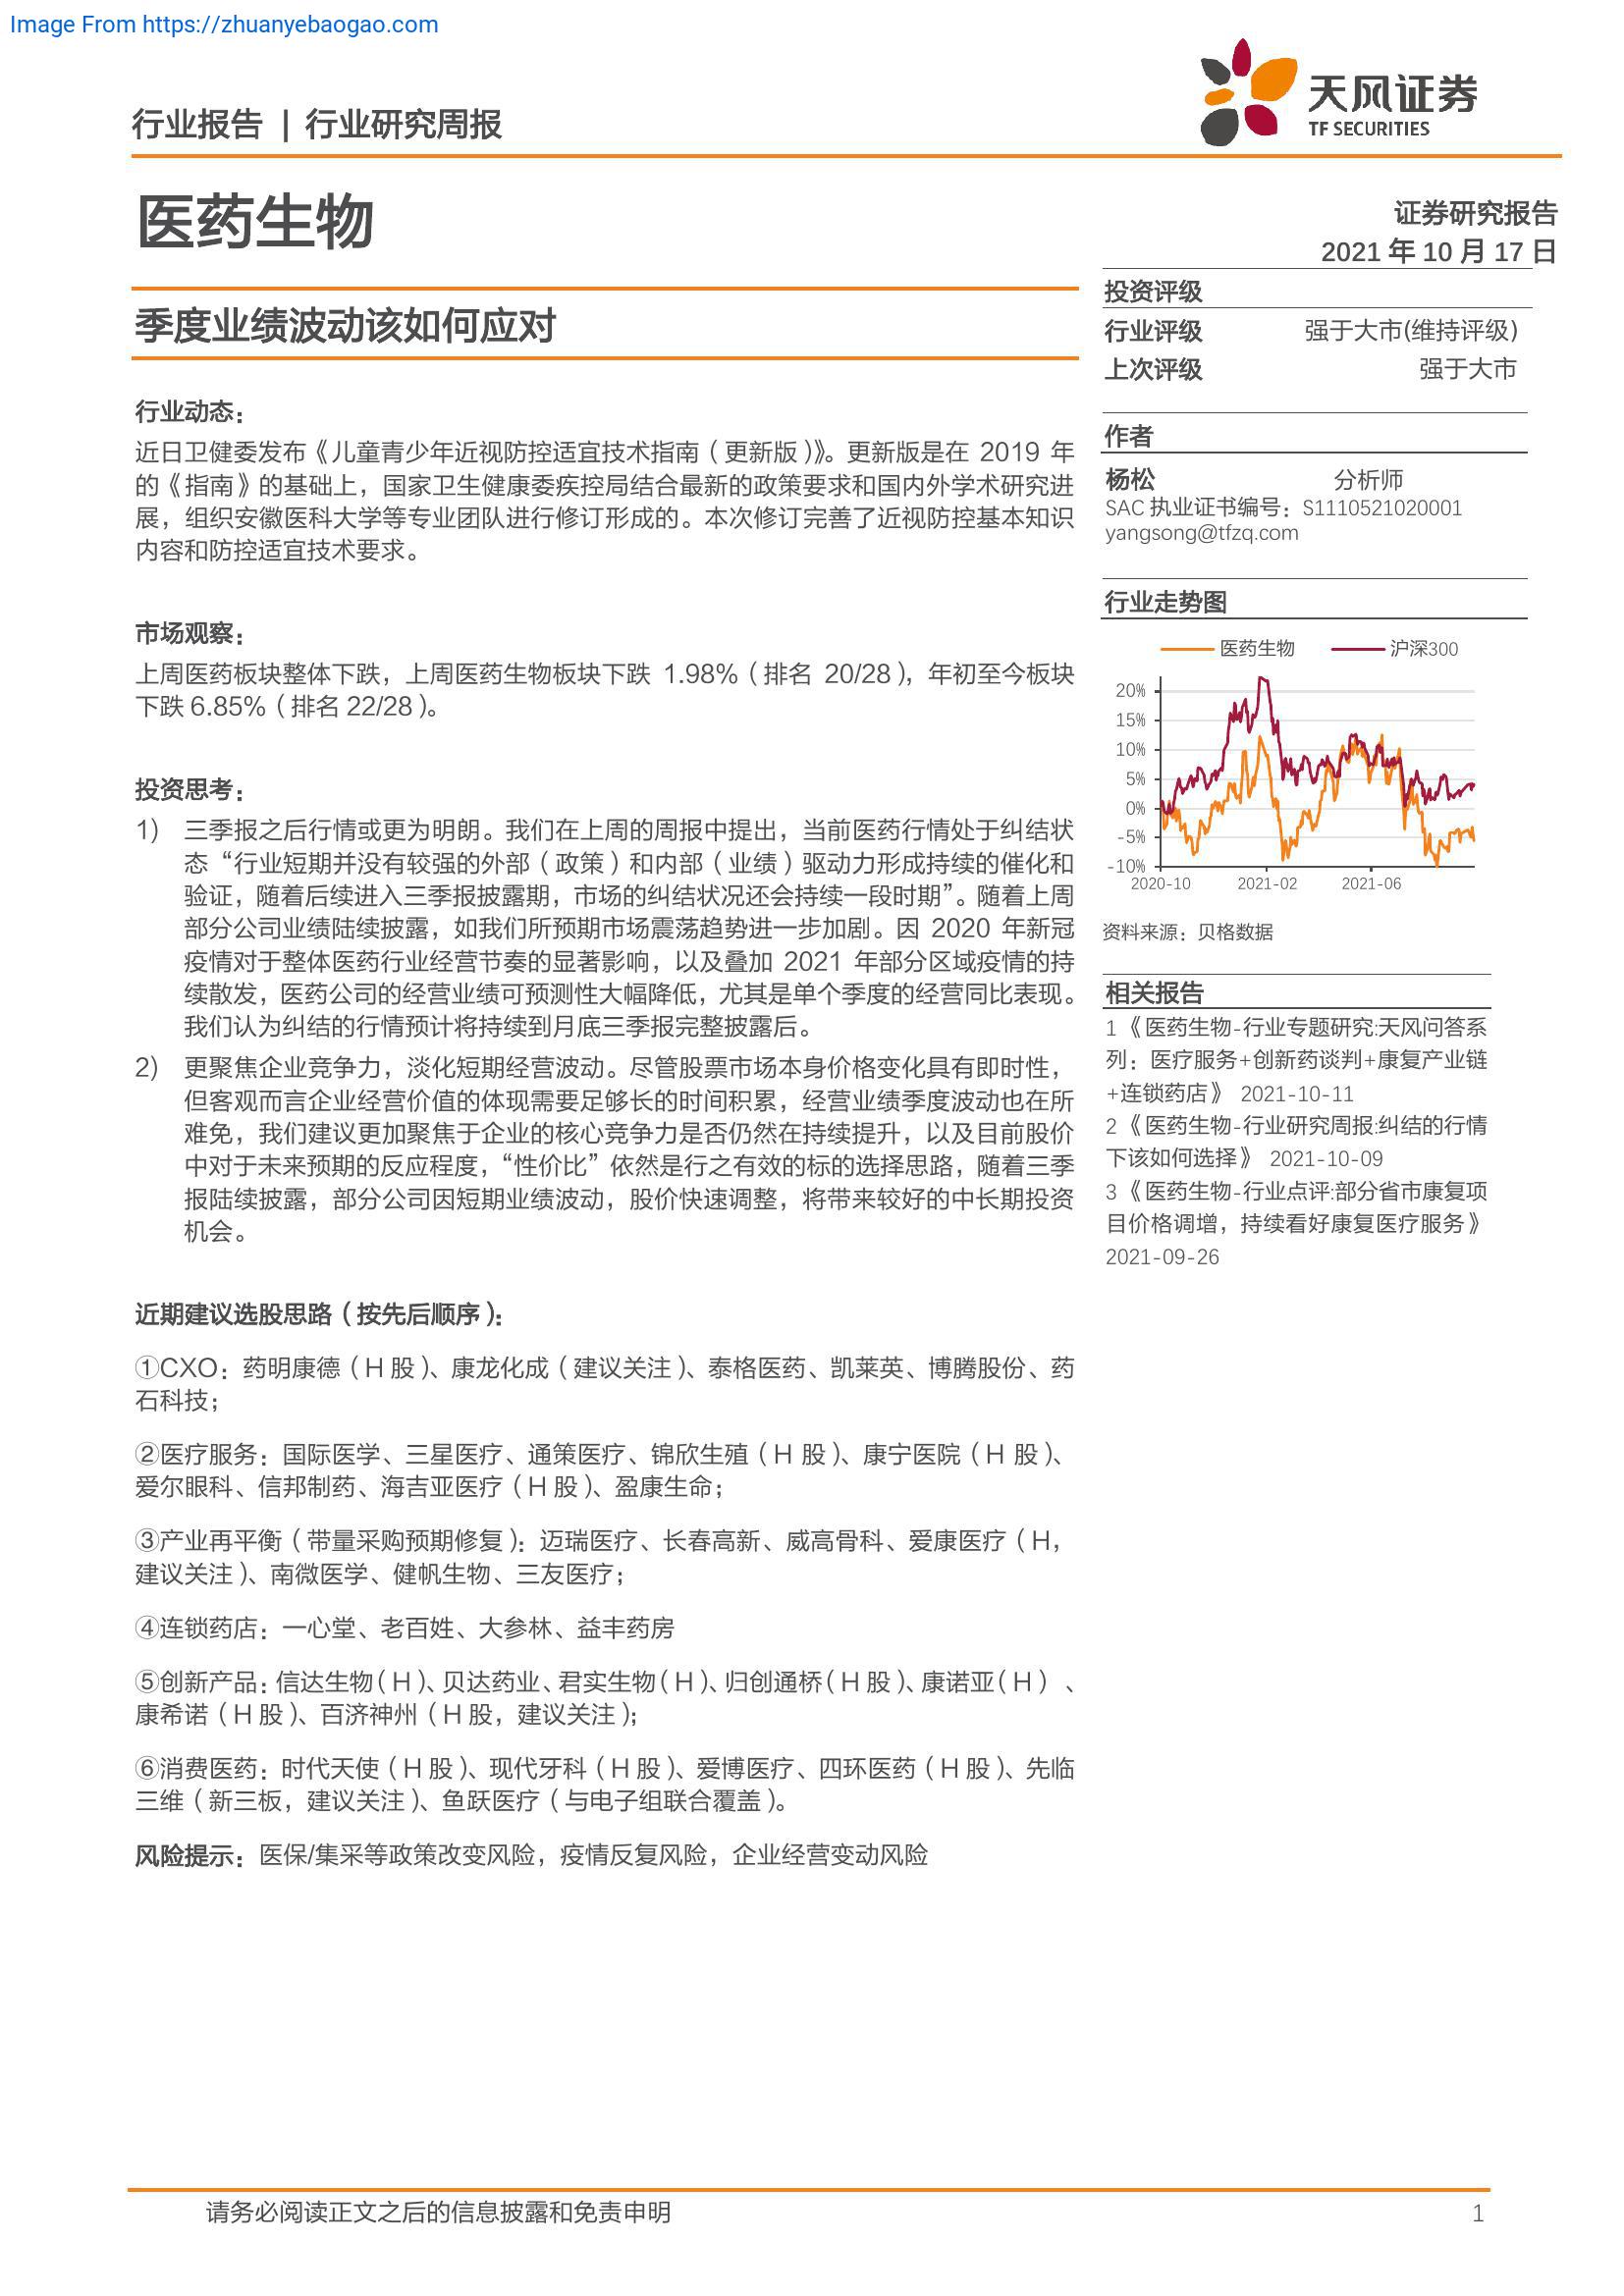 Image From https://zhuanyebaogao.com
行业报告 | 行业研究周报
天风证券
TF SECURITIES
医药生物
证券研究报告
2021 年 10 月 17 日
季度业绩波动该如何应对
行业动态：
近日卫健委发布《儿童青少年近视防控适宜技术指南（更新版）》。更新版是在 2019 年
的《指南》的基础上，国家卫生健康委疾控局结合最新的政策要求和国内外学术研究进
展，组织安徽医科大学等专业团队进行修订形成的。本次修订完善了近视防控基本知识
内容和防控适宜技术要求。
市场观察：
上周医药板块整体下跌，上周医药生物板块下跌 1.98%（排名 20/28），年初至今板块
下跌 6.85%（排名 22/28）。
投资思考：
1) 三季报之后行情或更为明朗。我们在上周的周报中提出，当前医药行情处于纠结状
态“行业短期并没有较强的外部（政策）和内部（业绩）驱动力形成持续的催化和
验证，随着后续进入三季报披露期，市场的纠结状况还会持续一段时期”。随着上周
部分公司业绩陆续披露，如我们所预期市场震荡趋势进一步加剧。因 2020 年新冠
疫情对于整体医药行业经营节奏的显著影响，以及叠加 2021 年部分区域疫情的持
续散发，医药公司的经营业绩可预测性大幅降低，尤其是单个季度的经营同比表现。
我们认为纠结的行情预计将持续到月底三季报完整披露后。
2) 更聚焦企业竞争力，淡化短期经营波动。尽管股票市场本身价格变化具有即时性，
但客观而言企业经营价值的体现需要足够长的时间积累，经营业绩季度波动也在所
难免，我们建议更加聚焦于企业的核心竞争力是否仍然在持续提升，以及目前股价
中对于未来预期的反应程度，“性价比”依然是行之有效的标的选择思路，随着三季
报陆续披露，部分公司因短期业绩波动，股价快速调整，将带来较好的中长期投资
机会。
近期建议选股思路（按先后顺序）：
①CXO：药明康德（H 股）、康龙化成（建议关注）、泰格医药、凯莱英、博腾股份、药
石科技；
②医疗服务：国际医学、三星医疗、通策医疗、锦欣生殖（H 股）、康宁医院（H 股）、
爱尔眼科、信邦制药、海吉亚医疗（H 股）、盈康生命；
③产业再平衡（带量采购预期修复）：迈瑞医疗、长春高新、威高骨科、爱康医疗（H，
建议关注）、南微医学、健帆生物、三友医疗；
④连锁药店：一心堂、老百姓、大参林、益丰药房
⑤创新产品：信达生物（H）、贝达药业、君实生物（H）、归创通桥（H 股）、康诺亚（H） 、
康希诺（H 股）、百济神州（H 股，建议关注）；
⑥消费医药：时代天使（H 股）、现代牙科（H 股）、爱博医疗、四环医药（H 股）、先临
三维（新三板，建议关注）、鱼跃医疗（与电子组联合覆盖）。
风险提示：医保/集采等政策改变风险，疫情反复风险，企业经营变动风险
投资评级
行业评级 强于大市(维持评级)
上次评级 强于大市
作者
杨松 分析师
SAC 执业证书编号：S1110521020001
yangsong@tfzq.com
行业走势图
医药生物 沪深300
20%
15%
10%
5%
0%
-5%
-10%
2020-10 2021-02 2021-06
资料来源：贝格数据
相关报告
1 《医药生物-行业专题研究:天风问答系
列：医疗服务+创新药谈判+康复产业链
+连锁药店》 2021-10-11
2 《医药生物-行业研究周报:纠结的行情
下该如何选择》 2021-10-09
3 《医药生物-行业点评:部分省市康复项
目价格调增，持续看好康复医疗服务》
2021-09-26
请务必阅读正文之后的信息披露和免责申明 1